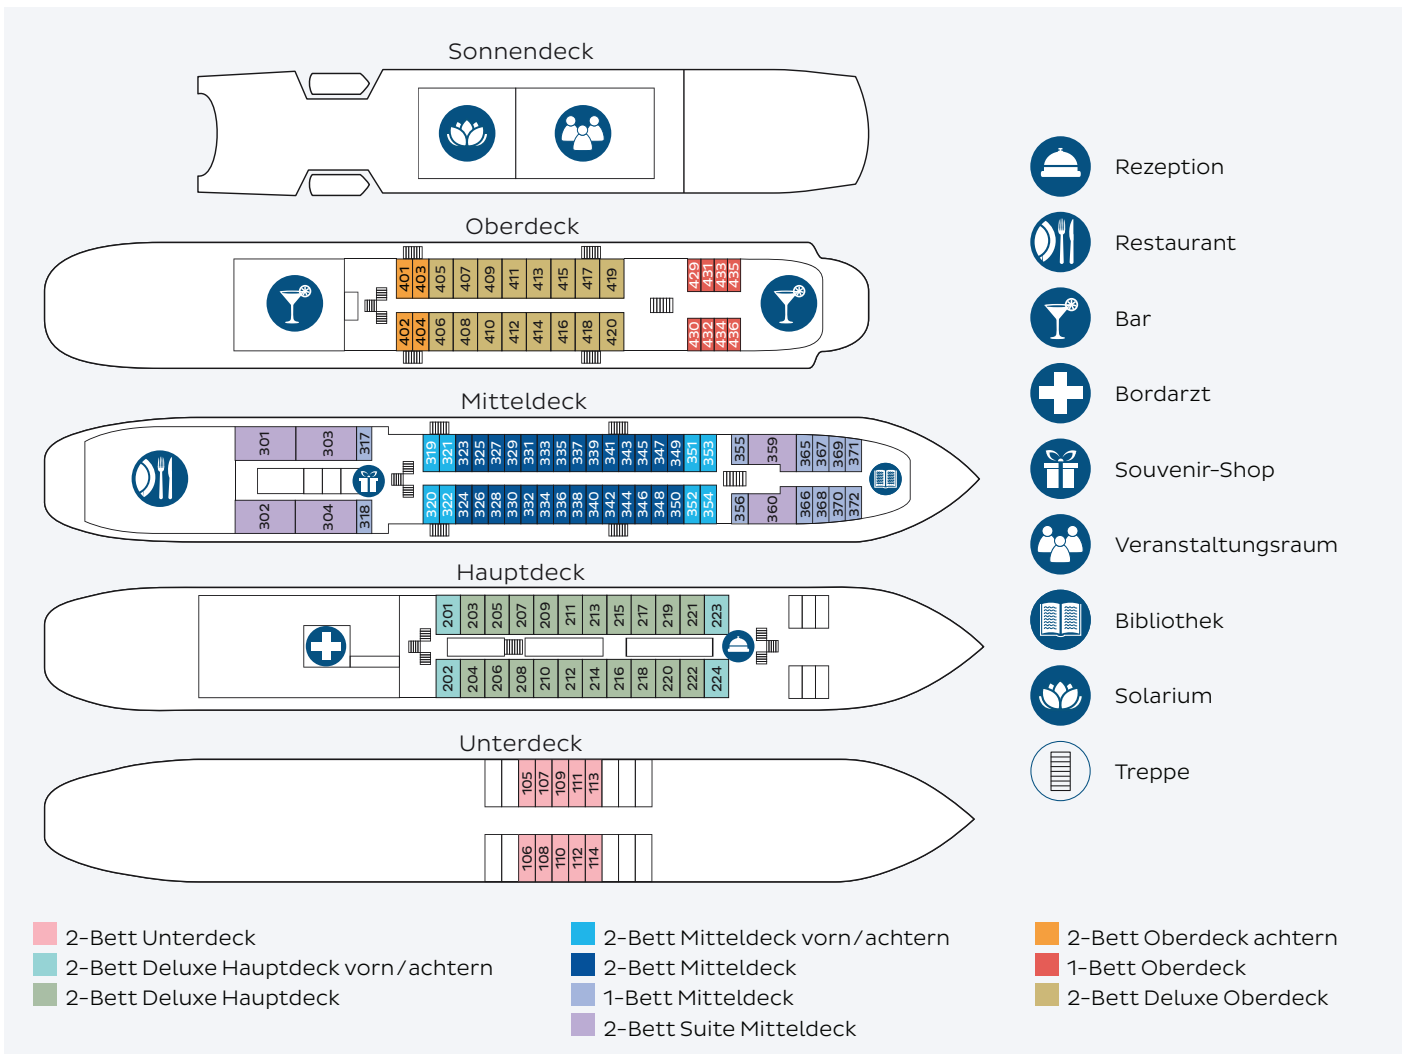 Sonnendeck
Oberdeck
401 403 405 407 409 411 413 415 417 419 429 431 433 435
402 404 406 408 410 412 414 416 418 420 430 432 434 436
Mitteldeck
301 303 317 319 321 323 325 327 329 331 333 335 337 339 341 343 345 347 349 351 353 355 359 365 367 369 371
302 304 318 320 322 324 326 328 330 332 334 336 338 340 342 344 346 348 350 352 354 356 360 366 368 370 372
Hauptdeck
201 203 205 207 209 211 213 215 217 219 221 223
202 204 206 208 210 212 214 216 218 220 222 224
Unterdeck
105 107 109 111 113
106 108 110 112 114
Rezeption
Restaurant
Bar
Bordarzt
Souvenir-Shop
Veranstaltungsraum
Bibliothek
Solarium
Treppe
2-Bett Unterdeck
2-Bett Deluxe Hauptdeck vorn/achtern
2-Bett Deluxe Hauptdeck
2-Bett Mitteldeck vorn/achtern
2-Bett Mitteldeck
1-Bett Mitteldeck
2-Bett Suite Mitteldeck
2-Bett Oberdeck achtern
1-Bett Oberdeck
2-Bett Deluxe Oberdeck